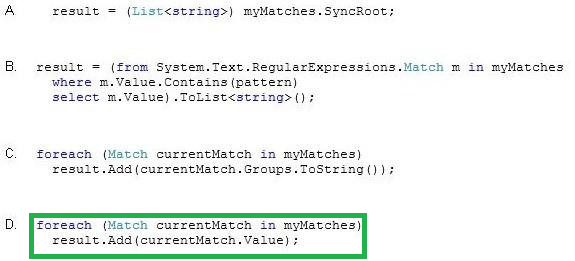 A    result = (List<string>) myMatches.SyncRoot;
B.   result = (from System.Text.RegularExpressions.Match m in myMatches
       where m.Value.Contains(pattern)
       select m.Value).ToList<string>();
C.   foreach (Match currentMatch in myMatches)
       result.Add(currentMatch.Groups.ToString());
D.   foreach (Match currentMatch in myMatches)
       result.Add(currentMatch.Value);